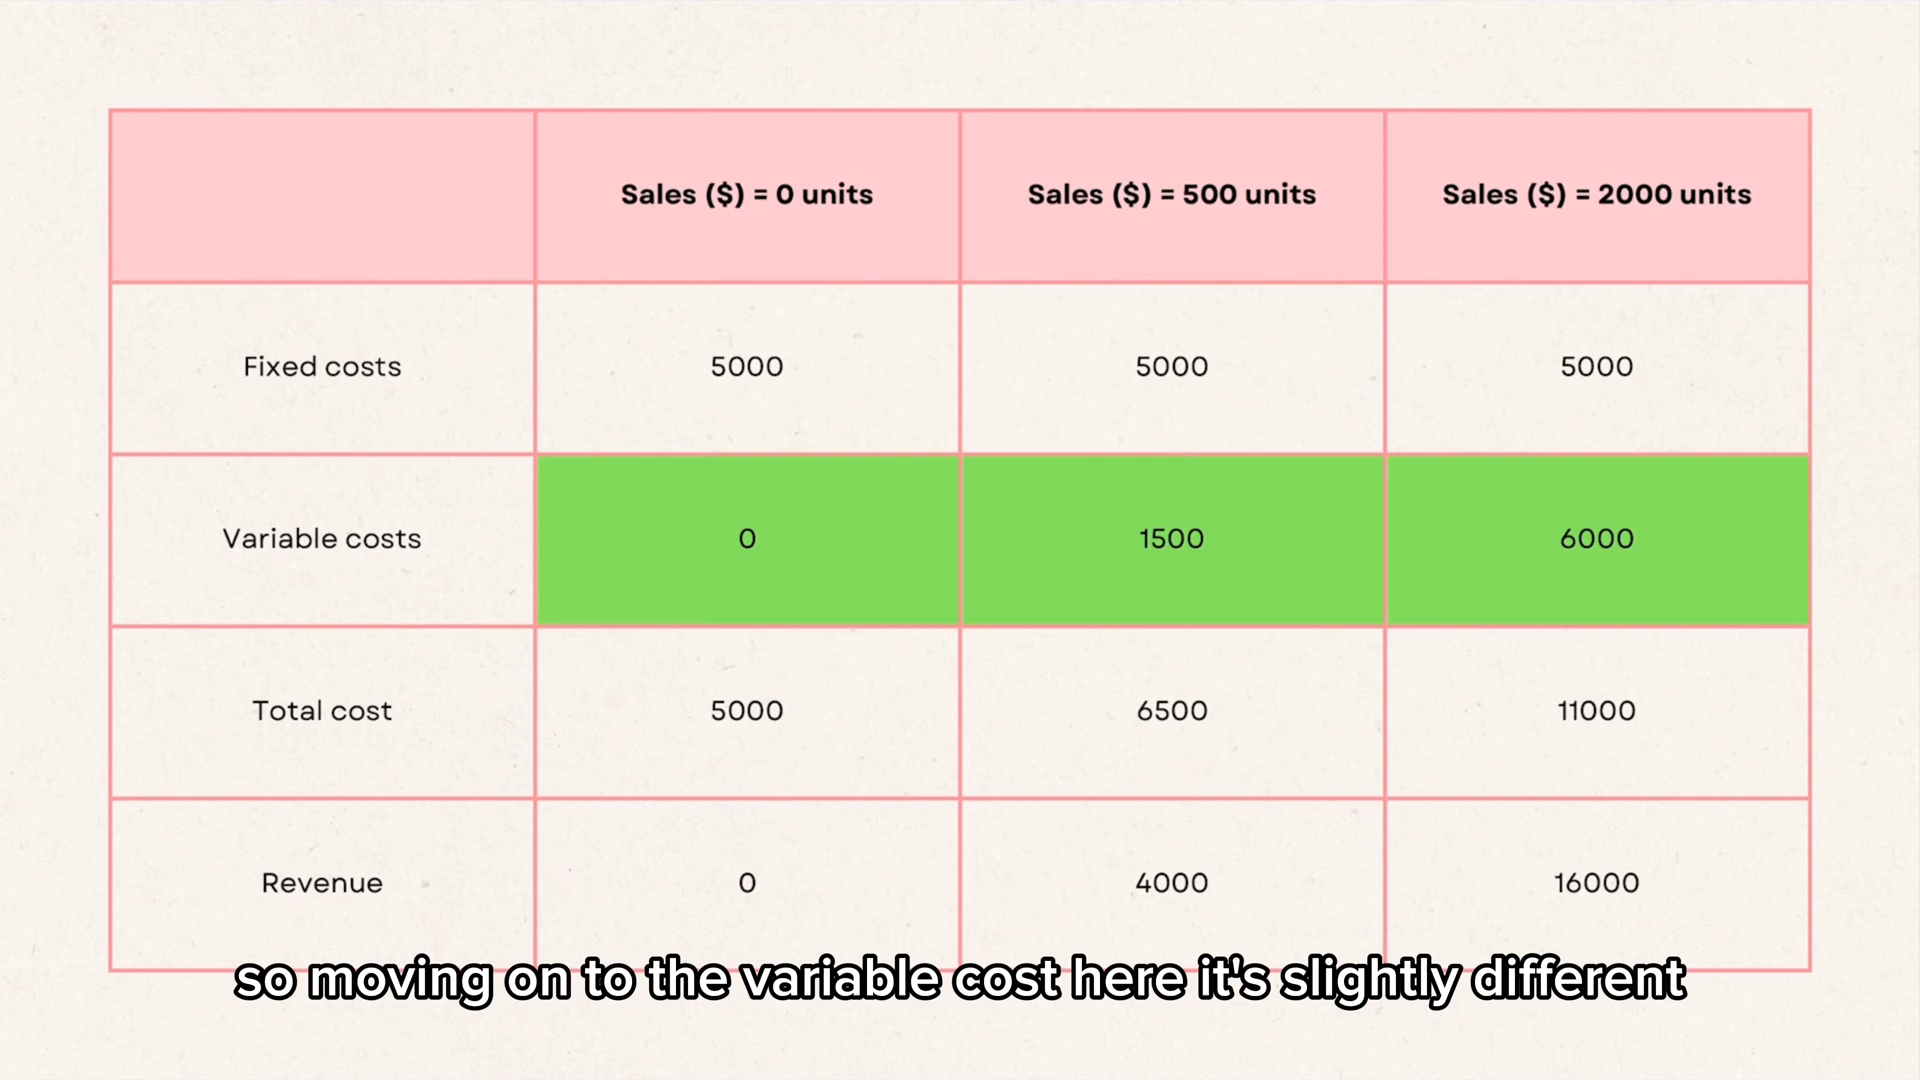 Sales ($) = 0 units Sales ($) = 500 units Sales ($) = 2000 units
Fixed costs 5000 5000 5000
Variable costs 0 1500 6000
Total cost 5000 6500 11000
Revenue 0 4000 16000
so moving on to the variable cost here it's slightly different